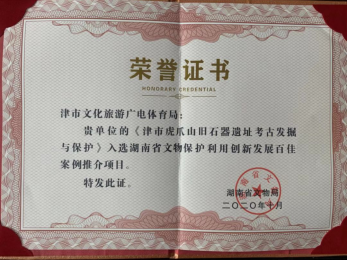 荣誉证书
HONORARY CREDENTIAL
津市文化旅游广电体育局：
贵单位的《津市虎爪山旧石器遗址考古发掘
与保护》入选湖南省文物保护利用创新发展百佳
案例推介项目。
特发此证。
湖南省文物局
二〇二〇年十月